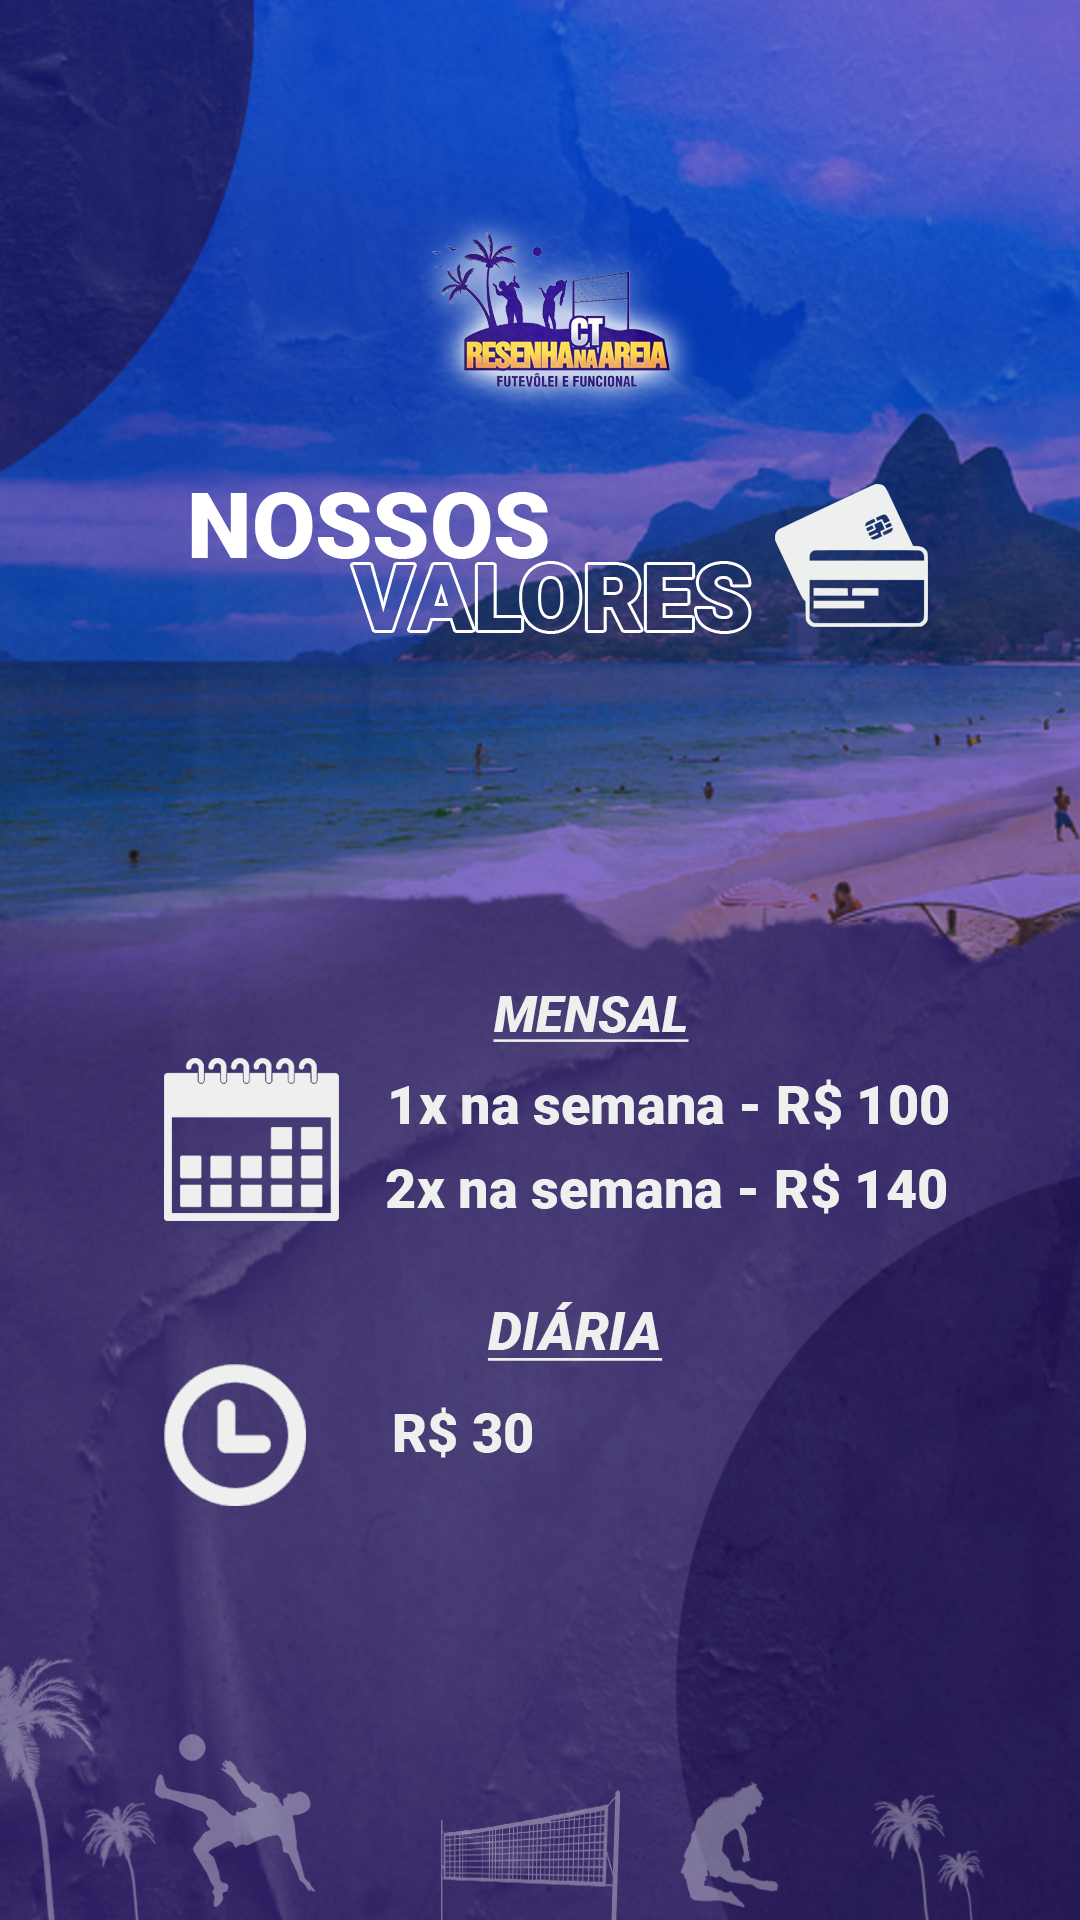 CT
RESENHA NA AREIA
FUTEVÔLEI E FUNCIONAL
NOSSOS
VALORES
MENSAL
1x na semana - R$ 100
2x na semana - R$ 140
DIÁRIA
R$ 30